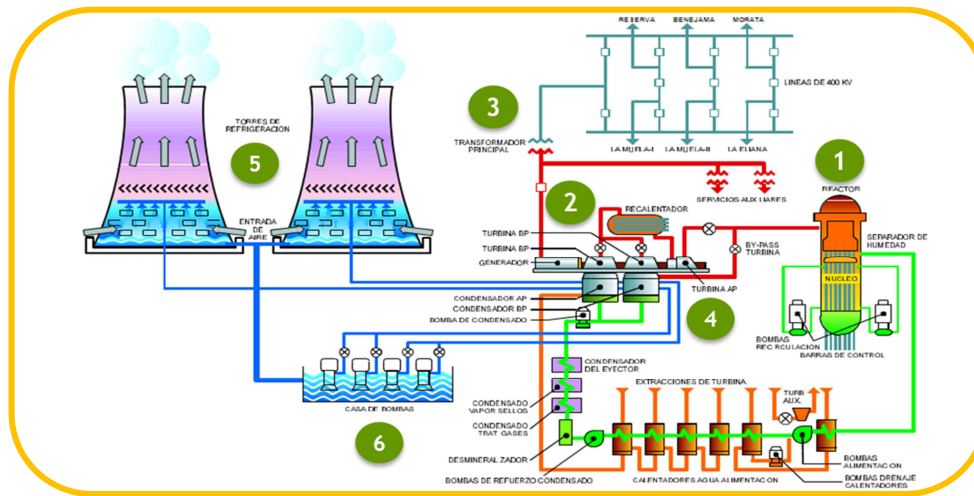 RESERVA
BENEJAMA
MORATA
LINEAS DE 400 KV
3
TRANSFORMADOR
PRINCIPAL
LA MUELA-I
LA MUELA-II
LA ELIANA
TORRES DE
REFRIGERACION
5
1
REACTOR
2
SERVICIOS AUXILIARES
RECALENTADOR
ENTRADA
DE
AIRE
SEPARADOR DE
HUMEDAD
TURBINA BP
TURBINA BP
GENERADOR
BY-PASS
TURBINA
NUCLEO
TURBINA AP
CONDENSADOR AP
CONDENSADOR BP
BOMBA DE CONDENSADO
4
BOMBAS
RECIRCULACION
BARRAS DE CONTROL
CONDENSADOR
DEL EYECTOR
EXTRACCIONES DE TURBINA
TURB
AUX.
CONDENSADO
VAPOR SELLOS
CASA DE BOMBAS
CONDENSADO
TRAT GASES
6
DESMINERALIZADOR
BOMBAS
ALIMENTACION
BOMBAS DE REFUERZO CONDENSADO
CALENTADORES AGUA ALIMENTACION
BOMBAS DRENAJE
CALENTADORES